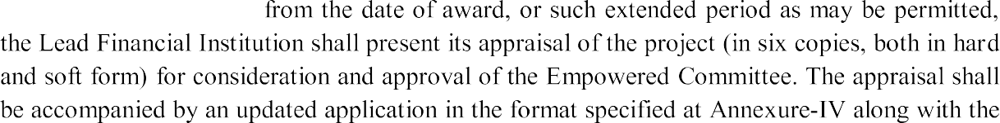 from the date of award, or such extended period as may be permitted,
the Lead Financial Institution shall present its appraisal of the project (in six copies, both in hard
and soft form) for consideration and approval of the Empowered Committee. The appraisal shall
be accompanied by an updated application in the format specified at Annexure-IV along with the